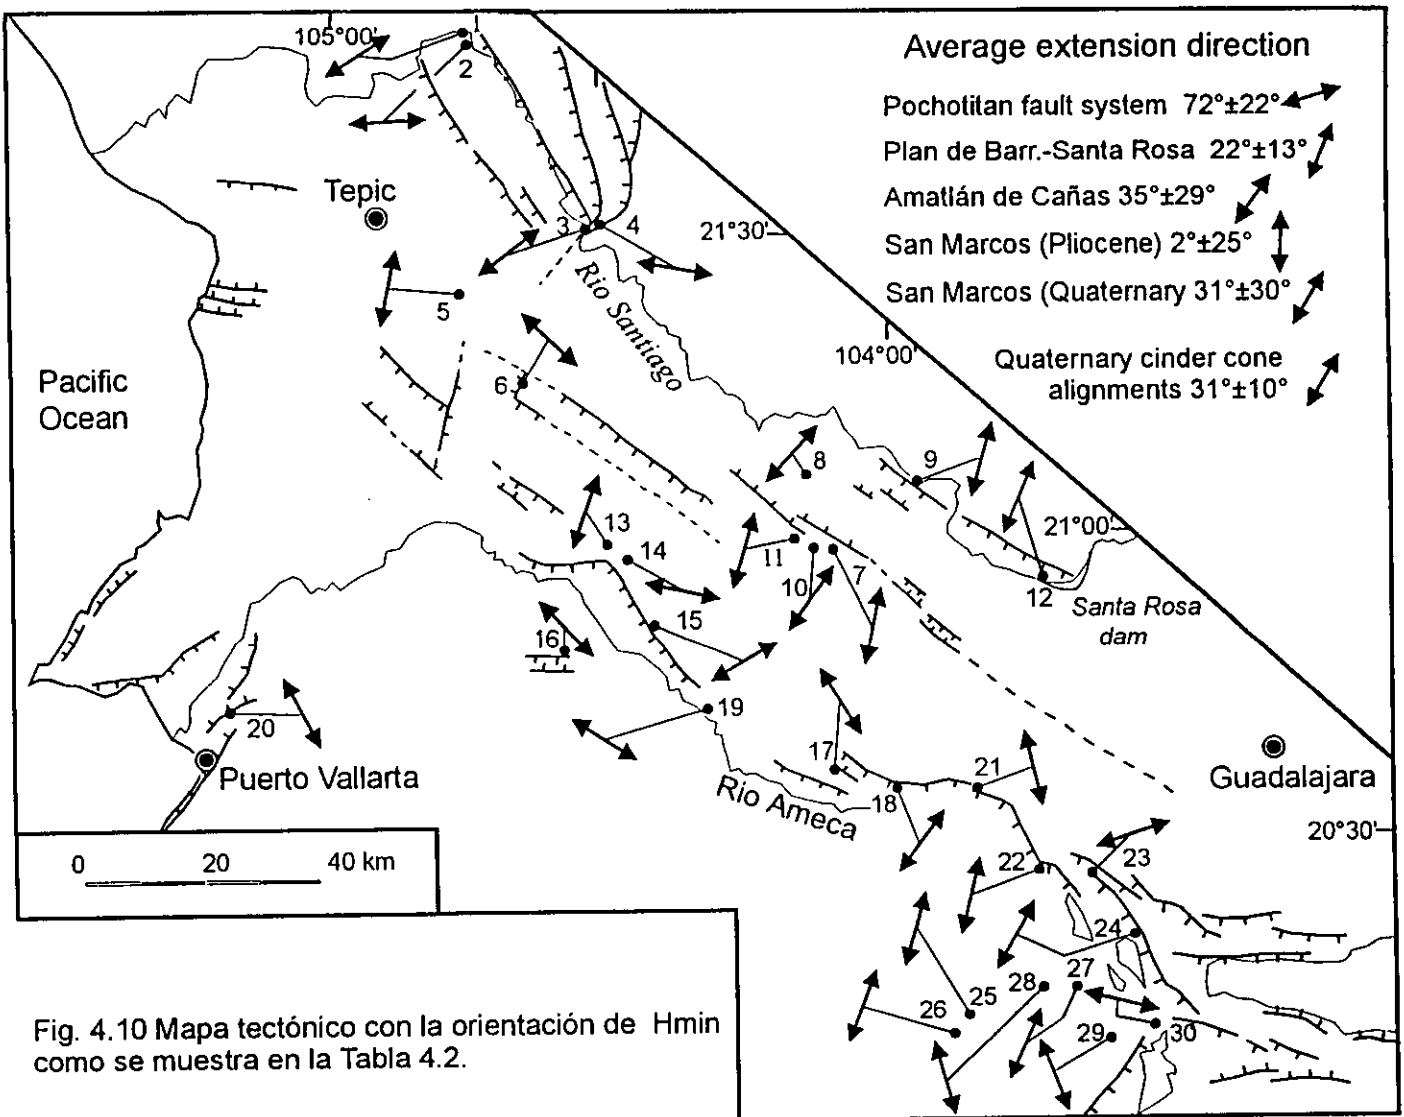 105°00'
Average extension direction
Pochotitan fault system 72°±22°
Plan de Barr.-Santa Rosa 22°±13°
Amatlán de Cañas 35°±29°
San Marcos (Pliocene) 2°±25°
San Marcos (Quaternary 31°±30°
Quaternary cinder cone
alignments 31°±10°
2
Tepic
3
4
21°30'
Rio Santiago
5
104°00'
Pacific
Ocean
6
8
9
13
14
11
10
7
21°00'
12
Santa Rosa
dam
15
16
19
20
Puerto Vallarta
17
18
21
Rio Ameca
Guadalajara
20°30'
0 20 40 km
22
23
24
25
26
28
27
29
30
Fig. 4.10 Mapa tectónico con la orientación de Hmin
como se muestra en la Tabla 4.2.